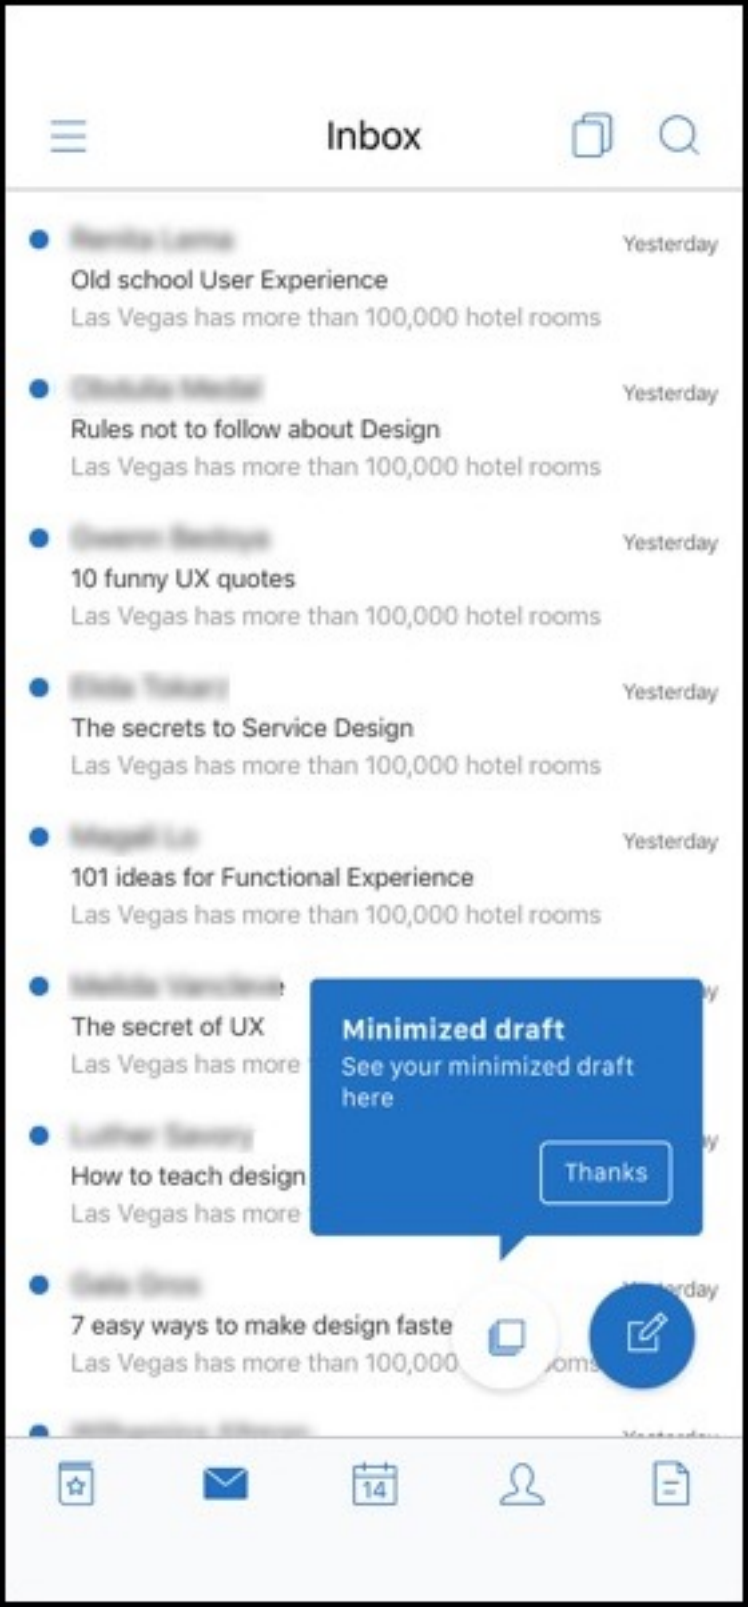 Inbox
Yesterday
Old school User Experience
Las Vegas has more than 100,000 hotel rooms
Yesterday
Rules not to follow about Design
Las Vegas has more than 100,000 hotel rooms
Yesterday
10 funny UX quotes
Las Vegas has more than 100,000 hotel rooms
Yesterday
The secrets to Service Design
Las Vegas has more than 100,000 hotel rooms
Yesterday
101 ideas for Functional Experience
Las Vegas has more than 100,000 hotel rooms
The secret of UX
Las Vegas has more
How to teach design
Las Vegas has more
Minimized draft
See your minimized draft
here
Thanks
7 easy ways to make design faste
Las Vegas has more than 100,000
14